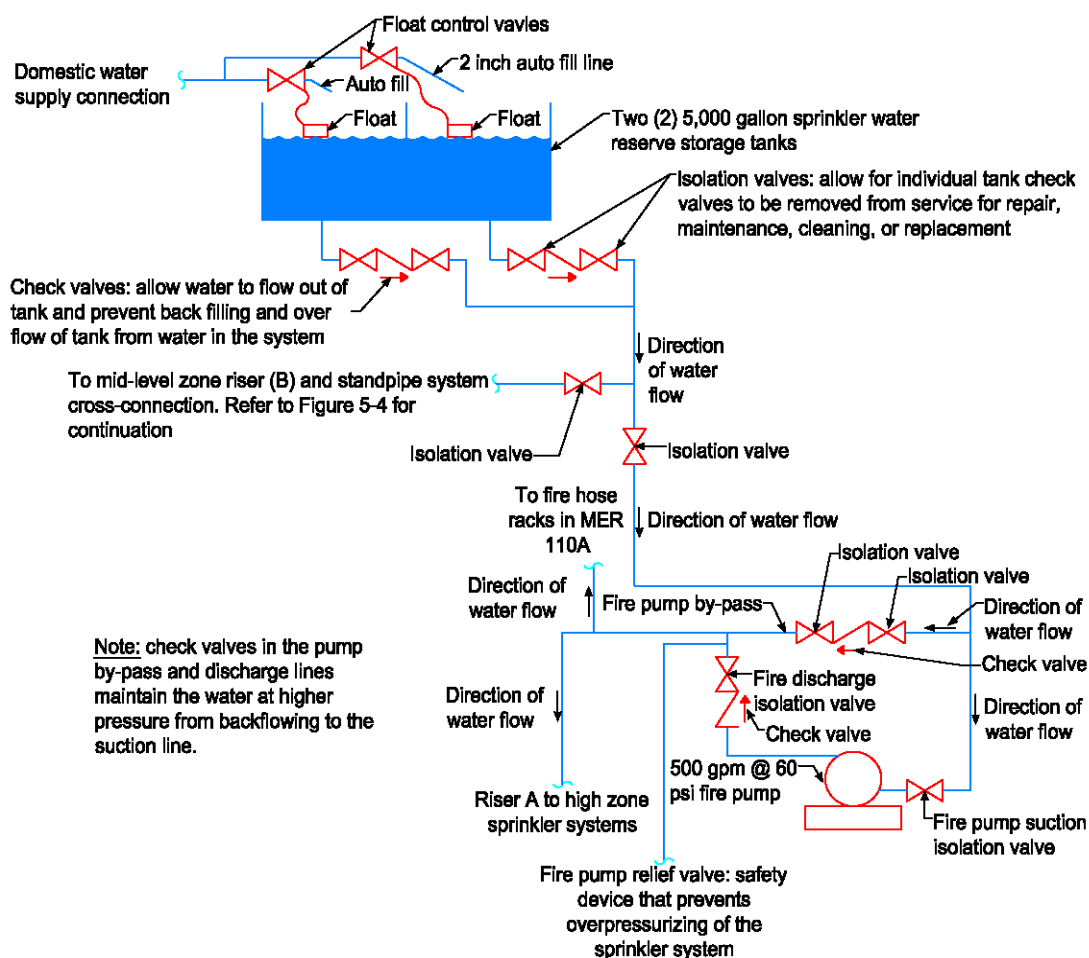 Float control vavles
2 inch auto fill line
Domestic water
supply connection
Auto fill
Float
Float
Two (2) 5,000 gallon sprinkler water
reserve storage tanks
Isolation valves: allow for individual tank check
valves to be removed from service for repair,
maintenance, cleaning, or replacement
Check valves: allow water to flow out of
tank and prevent back filling and over
flow of tank from water in the system
Direction
of water
flow
To mid-level zone riser (B) and standpipe system
cross-connection. Refer to Figure 5-4 for
continuation
Isolation valve
Isolation valve
To fire hose
racks in MER
110A
Direction of water flow
Isolation valve
Isolation valve
Direction of
water flow
Fire pump by-pass
Direction of
water flow
Check valve
Note: check valves in the pump
by-pass and discharge lines
maintain the water at higher
pressure from backflowing to the
suction line.
Direction of
water flow
Fire discharge
isolation valve
Check valve
Direction of
water flow
500 gpm @ 60
psi fire pump
Riser A to high zone
sprinkler systems
Fire pump suction
isolation valve
Fire pump relief valve: safety
device that prevents
overpressurizing of the
sprinkler system